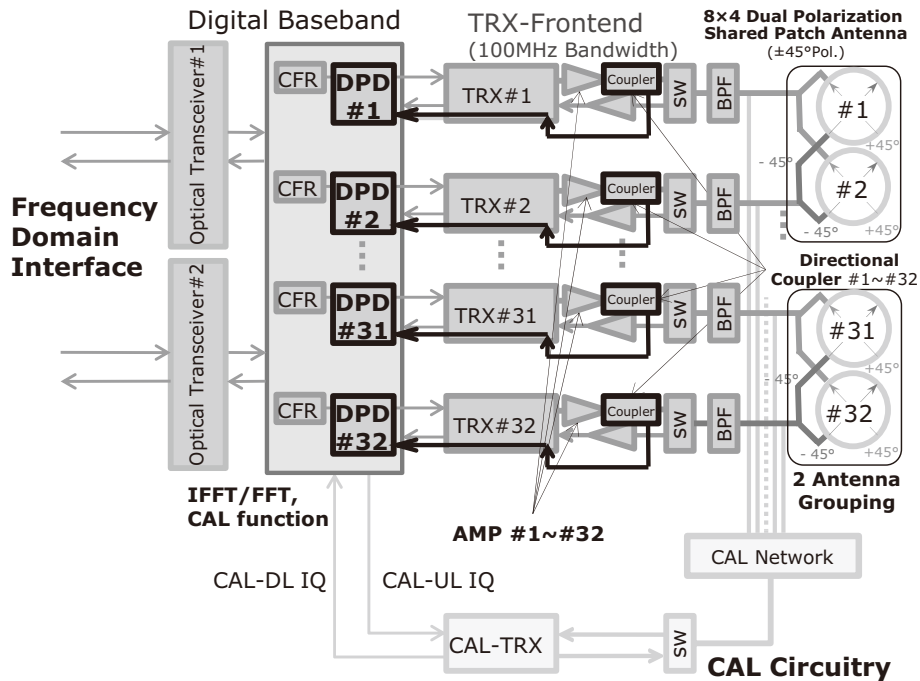 Digital Baseband
TRX-Frontend
(100MHz Bandwidth)
8×4 Dual Polarization
Shared Patch Antenna
(±45°Pol.)
Optical Transceiver#1
CFR
DPD
#1
TRX#1
Coupler
SW
BPF
#1
- 45°
+45°
CFR
DPD
#2
TRX#2
Coupler
SW
BPF
#2
- 45°
+45°
Frequency
Domain
Interface
Directional
Coupler #1~#32
Optical Transceiver#2
CFR
DPD
#31
TRX#31
Coupler
SW
BPF
#31
- 45°
+45°
CFR
DPD
#32
TRX#32
Coupler
SW
BPF
#32
- 45°
+45°
2 Antenna
Grouping
IFFT/FFT,
CAL function
AMP #1~#32
CAL Network
CAL-DL IQ
CAL-UL IQ
CAL-TRX
SW
CAL Circuitry